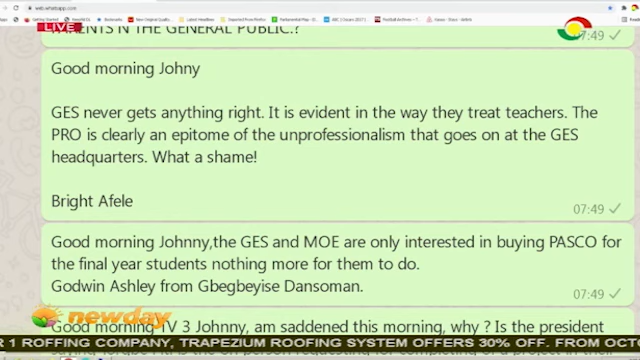 web.whatsapp.com
LIVE
GENERAL PUBLIC.?
07:49
Good morning Johny
GES never gets anything right. It is evident in the way they treat teachers. The
PRO is clearly an epitome of the unprofessionalism that goes on at the GES
headquarters. What a shame!
Bright Afele
07:49
Good morning Johnny,the GES and MOE are only interested in buying PASCO for
the final year students nothing more for them to do.
Godwin Ashley from Gbegbeyise Dansoman.
07:49
newday
Good morning TV 3 Johnny, am saddened this morning, why ? Is the president
R 1 ROFFING COMPANY, TRAPEZIUM ROOFING SYSTEM OFFERS 30% OFF. FROM OCT